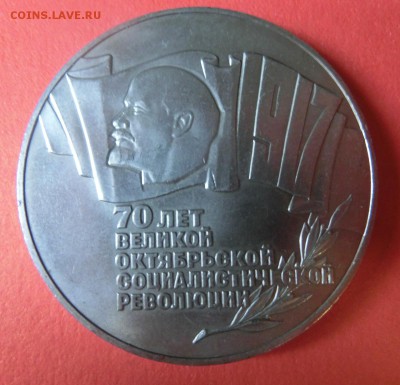 COINS.LAVE.RU
1917
70 ЛЕТ
ВЕЛИКОЙ
ОКТЯБРЬСКОЙ
СОЦИАЛИСТИЧЕСКОЙ
РЕВОЛЮЦИИ